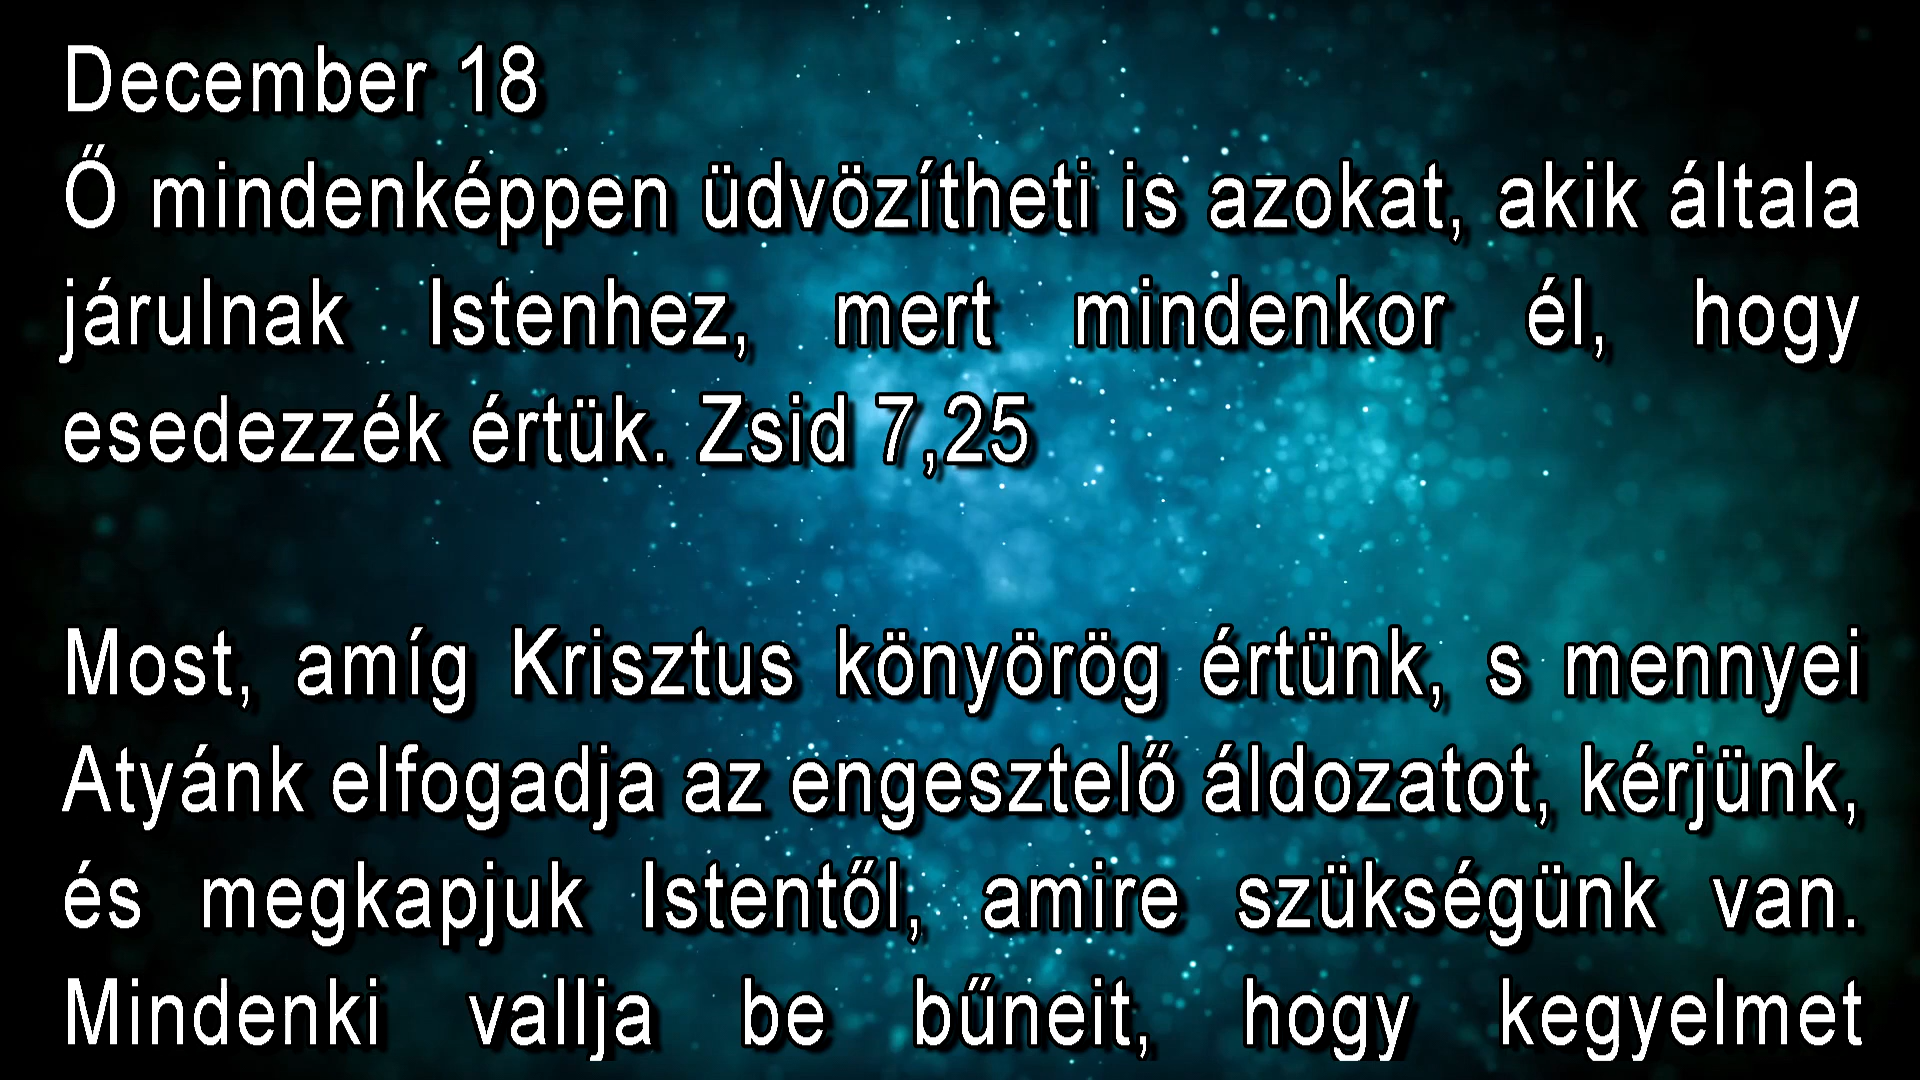 December 18
Ő mindenképpen üdvözítheti is azokat, akik általa
járulnak Istenhez, mert mindenkor él, hogy
esedezzék értük. Zsid 7,25
Most, amíg Krisztus könyörög értünk, s mennyei
Atyánk elfogadja az engesztelő áldozatot, kérjünk,
és megkapjuk Istentől, amire szükségünk van.
Mindenki vallja be bűneit, hogy kegyelmet